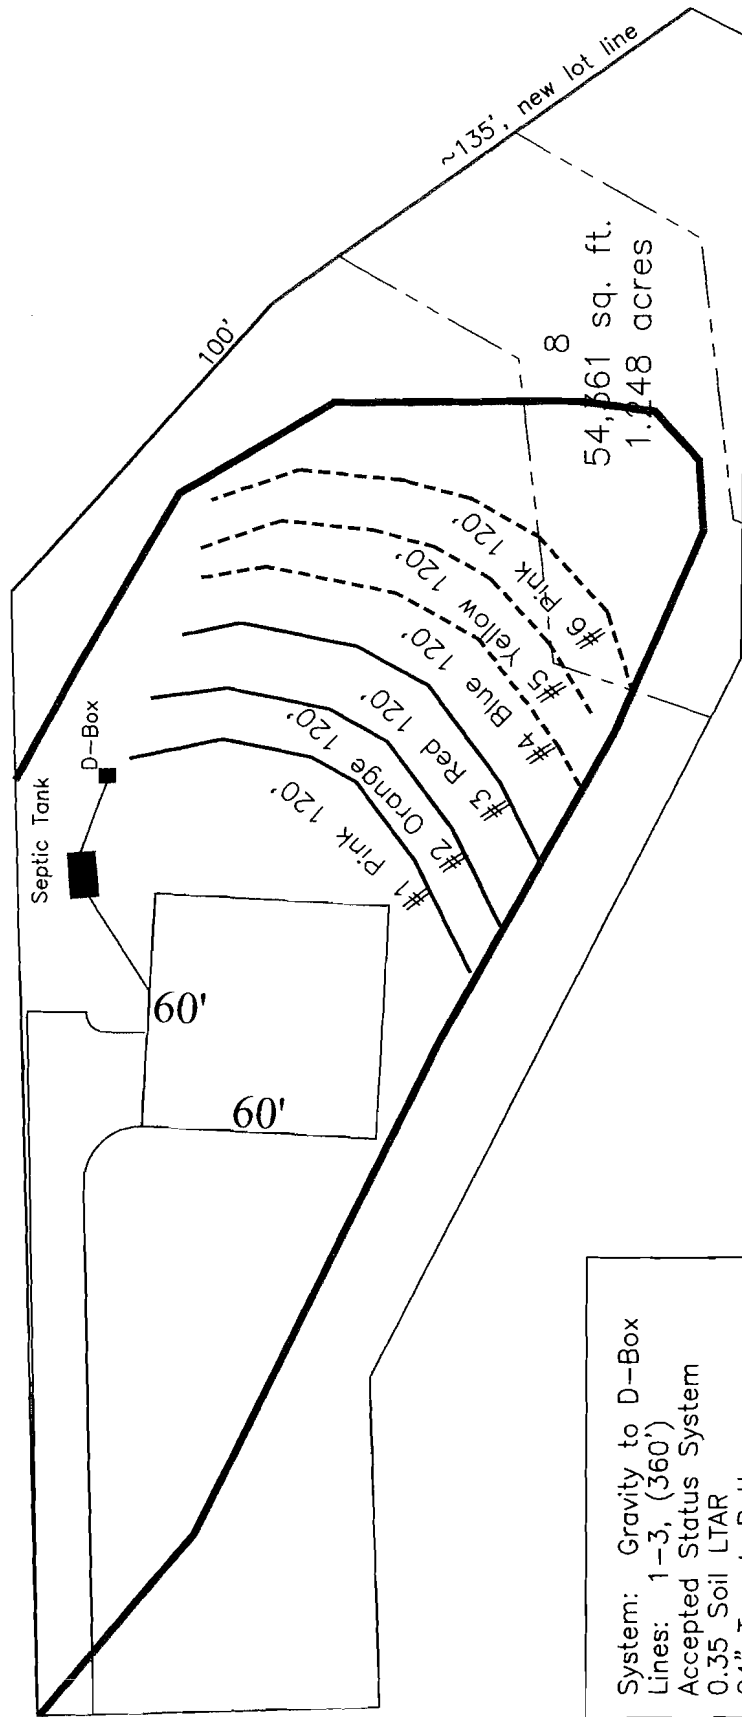 ~135', new lot line
100'
8
54,361 sq. ft.
1.248 acres
Septic Tank
D-Box
#1 Pink 120'
#2 Orange 120'
#3 Red 120'
#4 Blue 120'
#5 Yellow 120'
#6 Pink 120'
60'
60'
System: Gravity to D-Box
Lines: 1-3, (360')
Accepted Status System
0.35 Soil LTAR